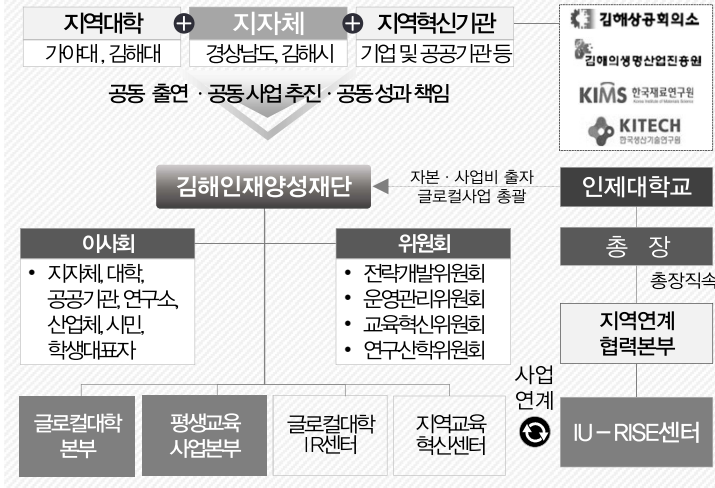 지역대학
지자체
지역혁신기관
가야대, 김해대
경상남도, 김해시
기업 및 공공기관 등
김해상공회의소
김해의생명산업진흥원
KIMS 한국재료연구원
KITECH
한국생산기술연구원
공동 출연 · 공동 사업 추진 · 공동 성과 책임
김해인재양성재단
자본 · 사업비 출자
글로컬사업 총괄
인제대학교
총 장
총장직속
지역연계
협력본부
이사회
• 지자체, 대학,
공공기관, 연구소,
산업체, 시민,
학생대표자
위원회
• 전략개발위원회
• 운영관리위원회
• 교육혁신위원회
• 연구산학위원회
글로컬대학
본부
평생교육
사업본부
글로컬대학
IR센터
지역교육
혁신센터
사업
연계
IU-RISE센터